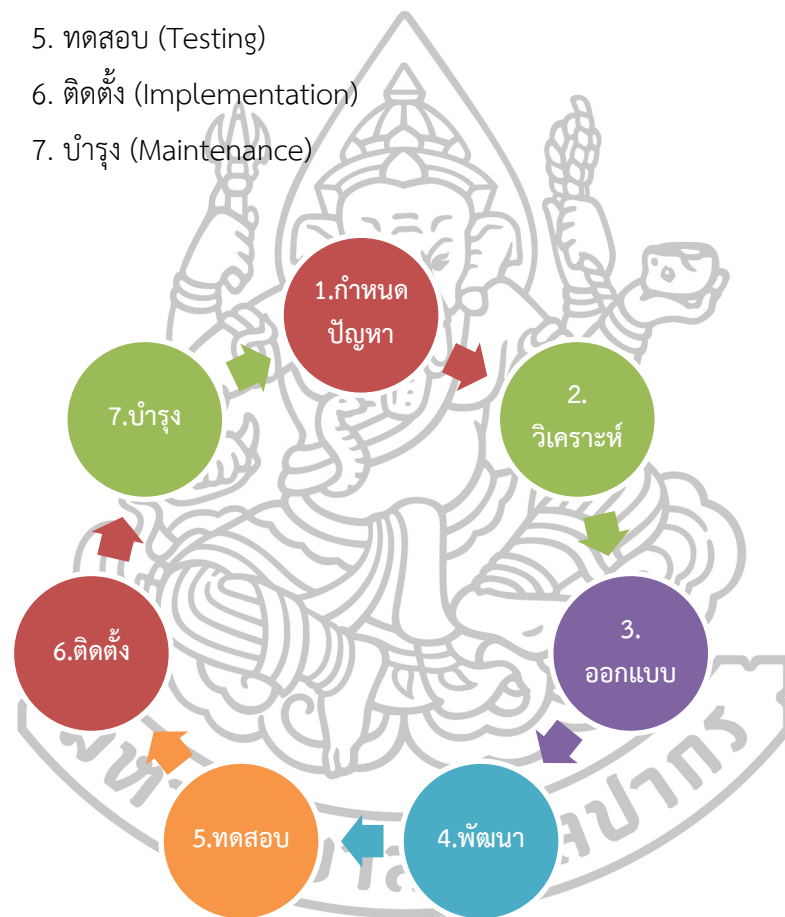 5. ทดสอบ (Testing)
6. ติดตั้ง (Implementation)
7. บำรุง (Maintenance)
1.กำหนด
ปัญหา
2.
วิเคราะห์
3.
ออกแบบ
4.พัฒนา
5.ทดสอบ
6.ติดตั้ง
7.บำรุง